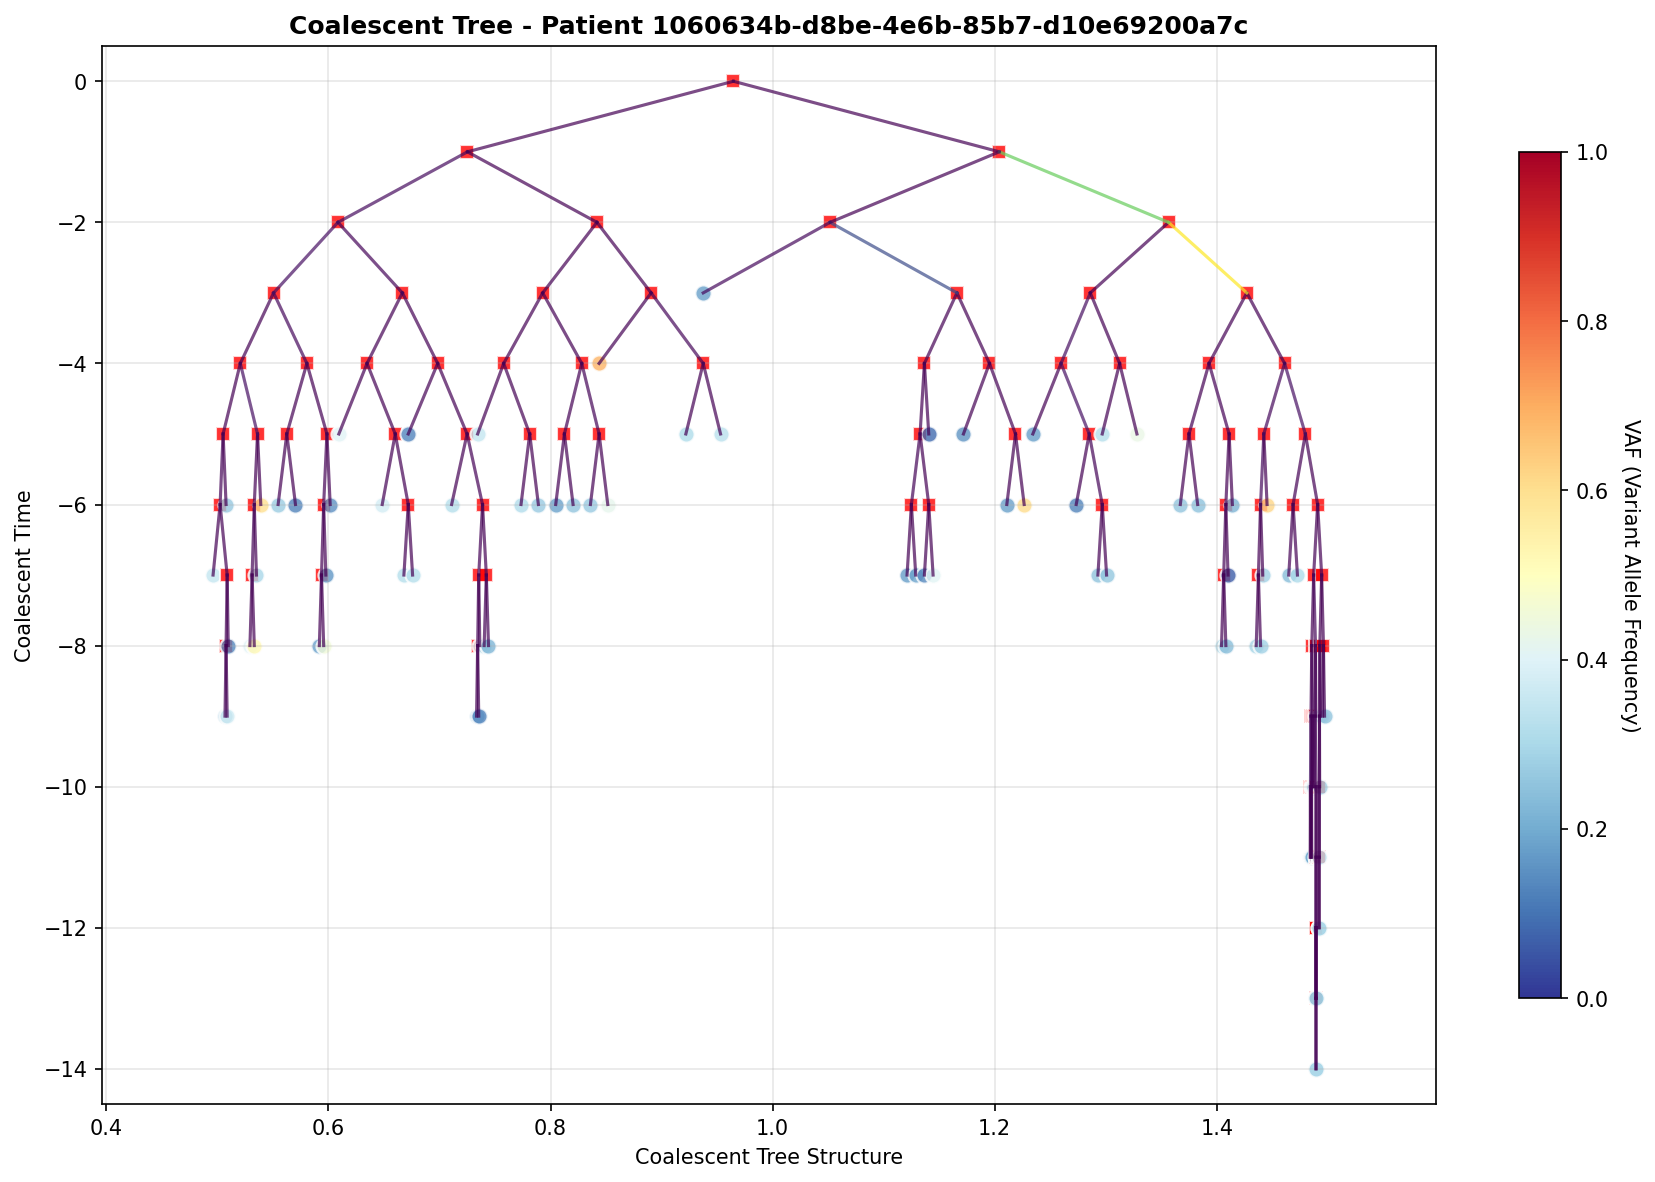 Coalescent Tree - Patient 1060634b-d8be-4e6b-85b7-d10e69200a7c
0
−2
−4
−6
−8
−10
−12
−14
Coalescent Time
0.4 0.6 0.8 1.0 1.2 1.4
Coalescent Tree Structure
1.0
0.8
0.6
0.4
0.2
0.0
VAF (Variant Allele Frequency)